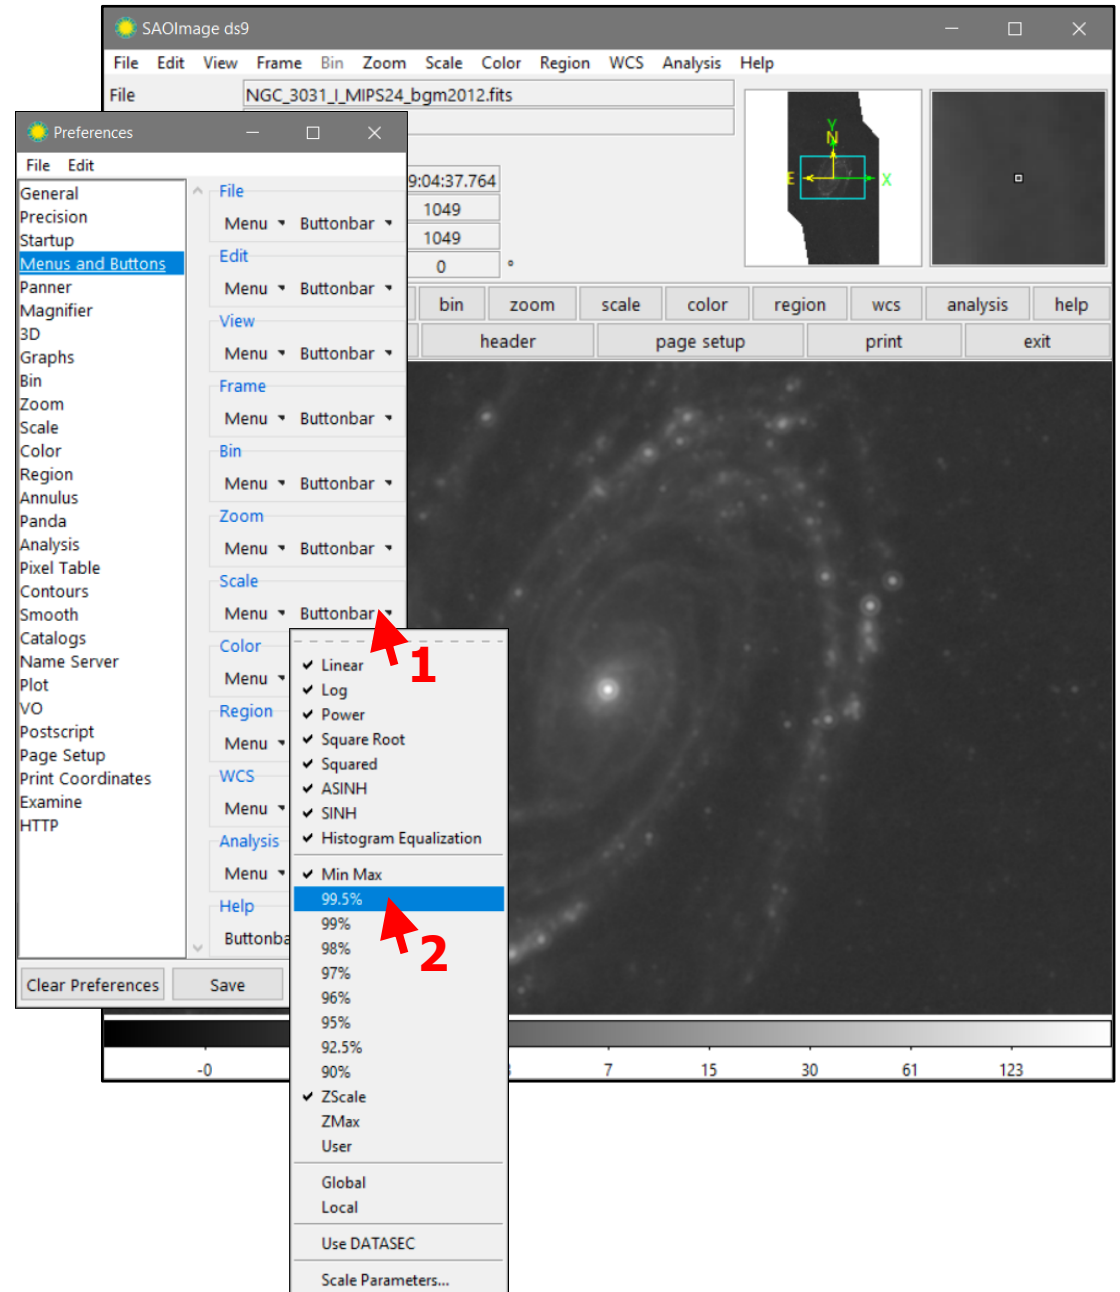 SAOImage ds9
File Edit View Frame Bin Zoom Scale Color Region WCS Analysis Help
File NGC_3031_I_MIPS24_bgm2012.fits
Y
N
E
X
9:04:37.764
1049
1049
0 °
bin zoom scale color region wcs analysis help
header page setup print exit
-0 7 15 30 61 123
Preferences
File Edit
General
Precision
Startup
Menus and Buttons
Panner
Magnifier
3D
Graphs
Bin
Zoom
Scale
Color
Region
Annulus
Panda
Analysis
Pixel Table
Contours
Smooth
Catalogs
Name Server
Plot
VO
Postscript
Page Setup
Print Coordinates
Examine
HTTP
File
Menu Buttonbar
Edit
Menu Buttonbar
View
Menu Buttonbar
Frame
Menu Buttonbar
Bin
Menu Buttonbar
Zoom
Menu Buttonbar
Scale
Menu Buttonbar
Color
Menu
Region
Menu
WCS
Menu
Analysis
Menu
Help
Buttonba
Clear Preferences Save
1
Linear
Log
Power
Square Root
Squared
ASINH
SINH
Histogram Equalization
Min Max
99.5%
2
99%
98%
97%
96%
95%
92.5%
90%
ZScale
ZMax
User
Global
Local
Use DATASEC
Scale Parameters...